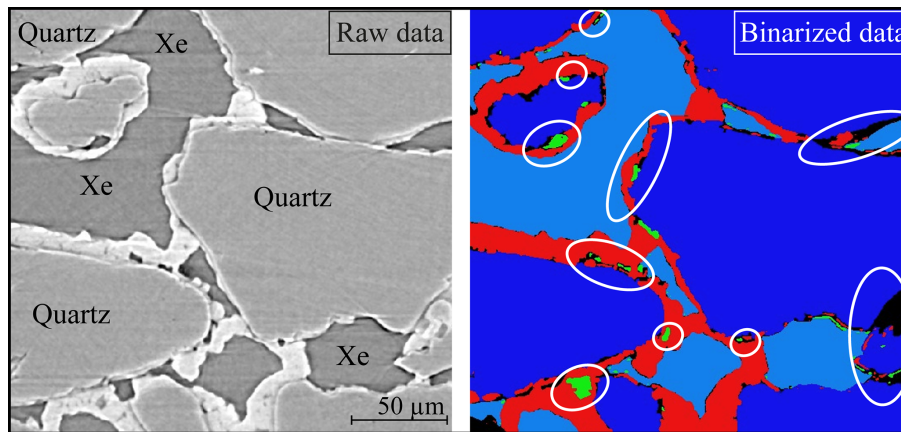 Quartz
Xe
Raw data
Xe
Quartz
Quartz
Xe
50 µm
Binarized data